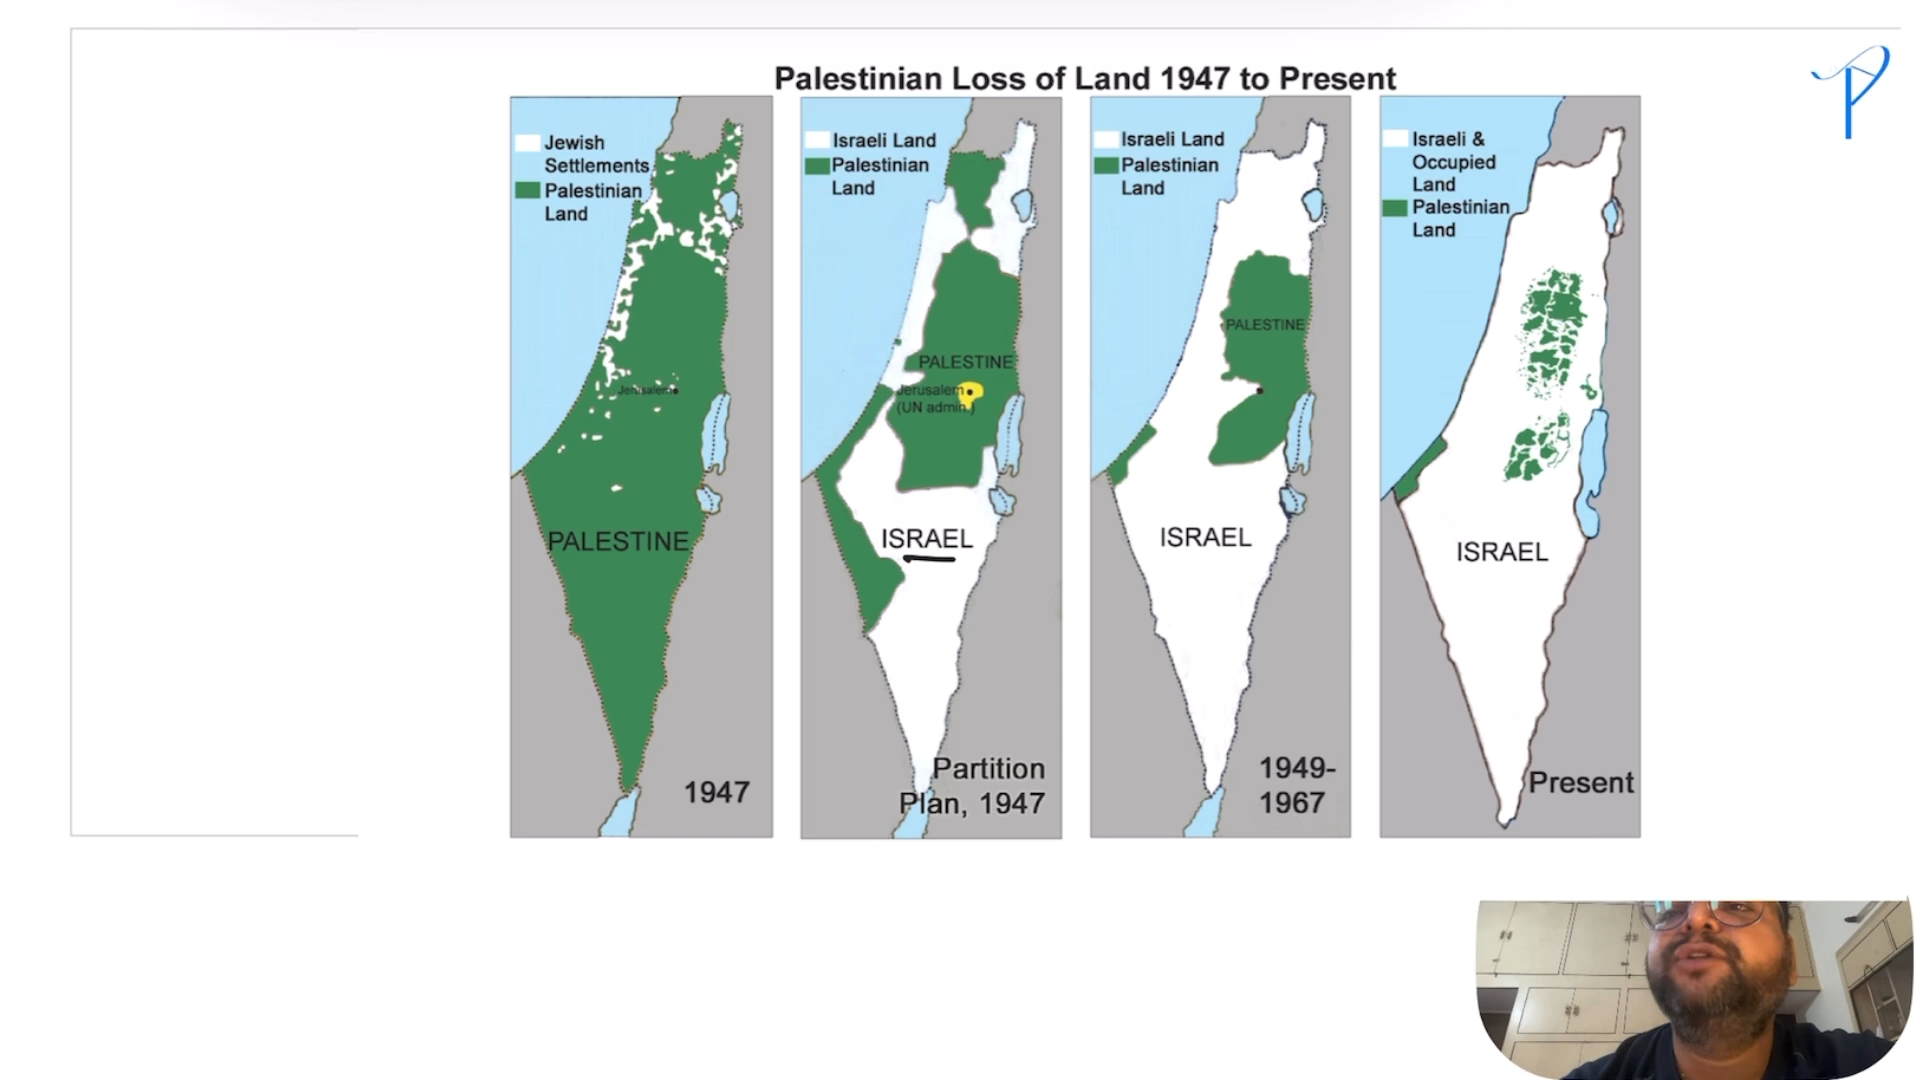 Palestinian Loss of Land 1947 to Present
Jewish
Settlements
Palestinian
Land
Jerusalem
PALESTINE
1947
Israeli Land
Palestinian
Land
PALESTINE
Jerusalem
(UN admin.)
ISRAEL
Partition
Plan, 1947
Israeli Land
Palestinian
Land
PALESTINE
ISRAEL
1949-
1967
Israeli &
Occupied
Land
Palestinian
Land
ISRAEL
Present